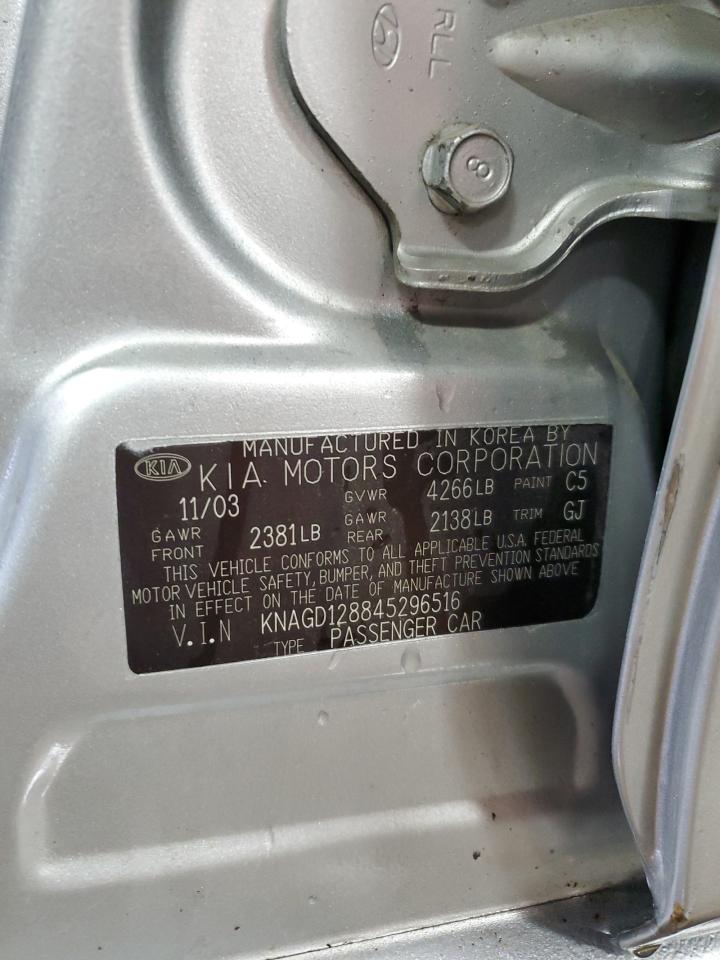 RLL
8
MANUFACTURED IN KOREA BY
KIA KIA MOTORS CORPORATION
11/03 GVWR 4266LB PAINT C5
GAWR FRONT 2381LB GAWR REAR 2138LB TRIM GJ
THIS VEHICLE CONFORMS TO ALL APPLICABLE U.S.A. FEDERAL
MOTOR VEHICLE SAFETY, BUMPER, AND THEFT PREVENTION STANDARDS
IN EFFECT ON THE DATE OF MANUFACTURE SHOWN ABOVE
V.I.N KNAGD128845296516
TYPE PASSENGER CAR